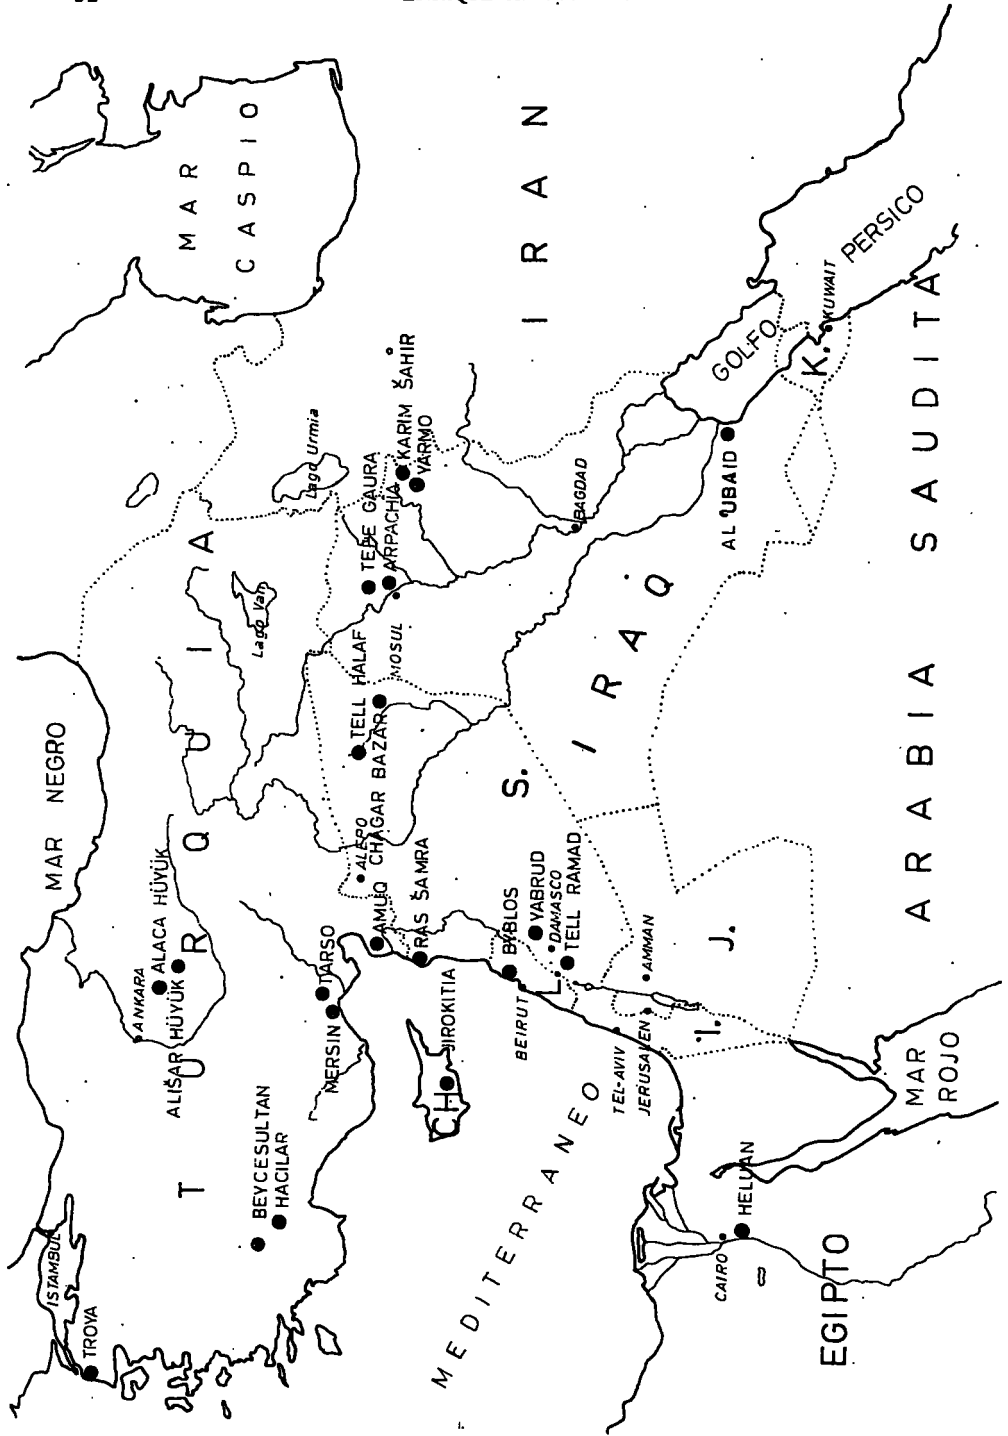 MAR NEGRO
MAR
CASPIO
ISTAMBUL
TROYA
ANKARA
ALACA HÜYÜK
ALIŠAR HÜYÜK
TURQUIA
Lago Van
Lago Urmia
BEYCESULTAN
HACILAR
MERSIN
TARSO
AMUQ
ALEPO
CHAGAR BAZAR
TELL HALAF
TEPE GAURA
ARPACHIA
MOSUL
KARIM ŠAHIR
YARMO
IRAN
RAS ŠAMRA
JIROKITIA
CH
MEDITERRANEO
BYBLOS
BEIRUT
L
YABRUD
DAMASCO
TELL RAMAD
S.
IRAQ
BAGDAD
AL UBAID
GOLFO
PERSICO
K.
KUWAIT
TEL-AVIV
JERUSALEN
AMMAN
I.
J.
CAIRO
HELUAN
EGIPTO
MAR
ROJO
ARABIA SAUDITA